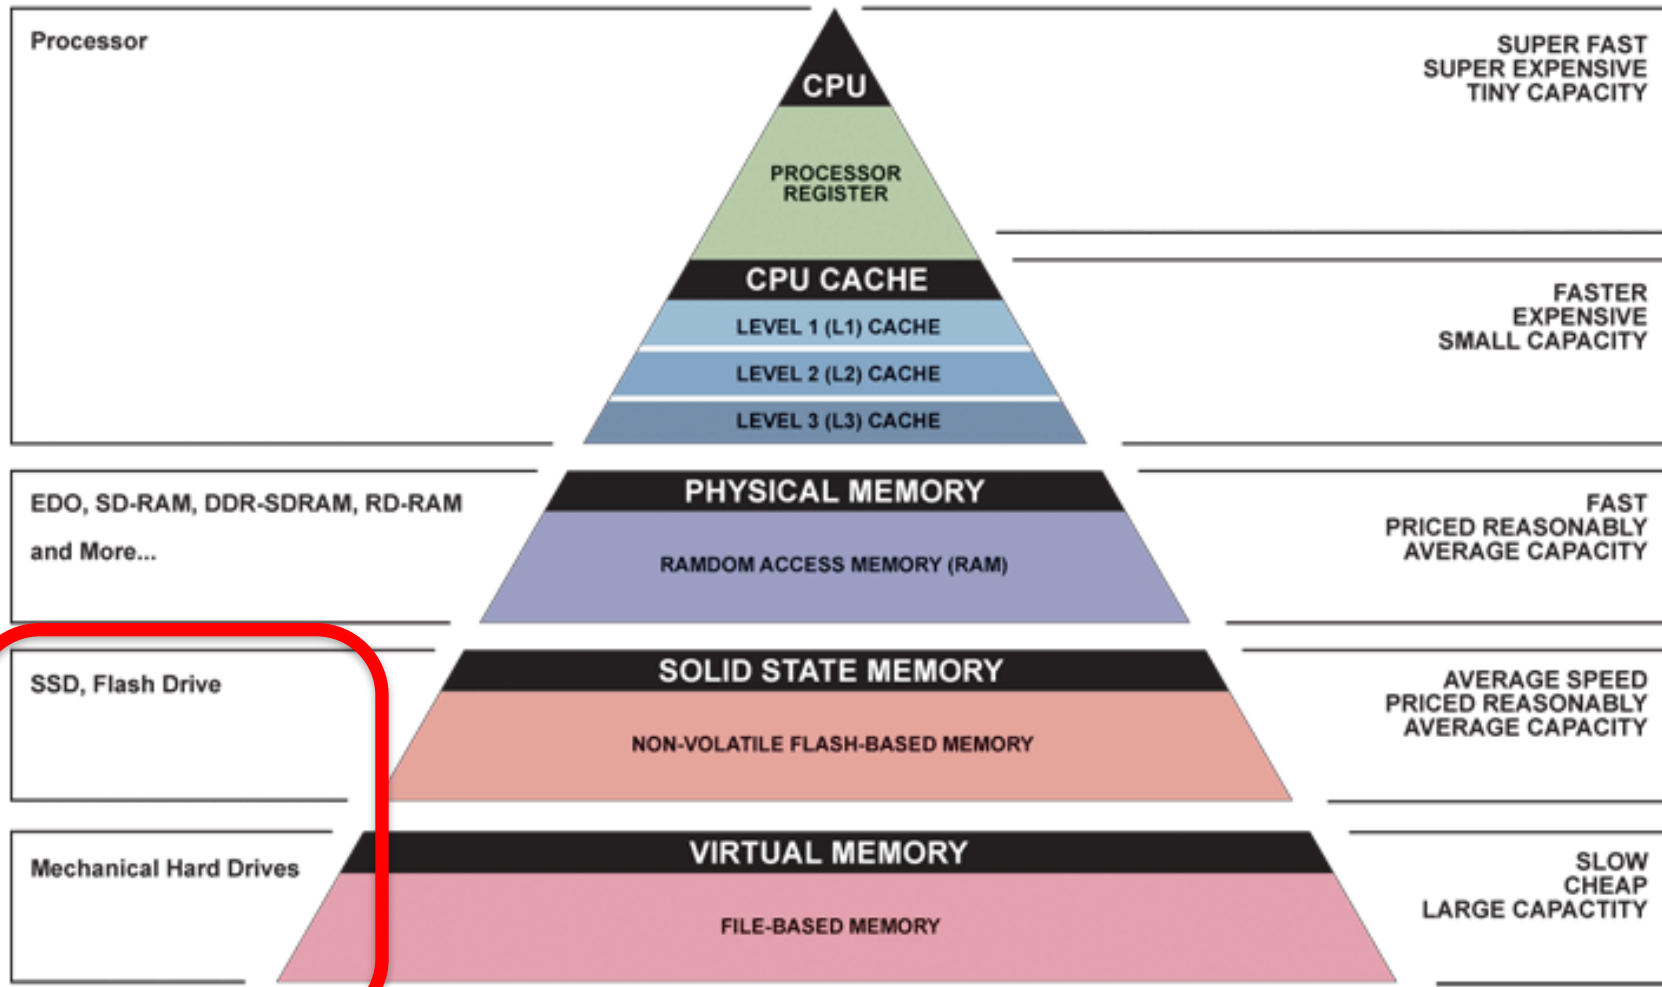 Processor
CPU
SUPER FAST
SUPER EXPENSIVE
TINY CAPACITY
PROCESSOR
REGISTER
CPU CACHE
LEVEL 1 (L1) CACHE
LEVEL 2 (L2) CACHE
LEVEL 3 (L3) CACHE
FASTER
EXPENSIVE
SMALL CAPACITY
EDO, SD-RAM, DDR-SDRAM, RD-RAM
and More...
PHYSICAL MEMORY
RAMDOM ACCESS MEMORY (RAM)
FAST
PRICED REASONABLY
AVERAGE CAPACITY
SSD, Flash Drive
SOLID STATE MEMORY
NON-VOLATILE FLASH-BASED MEMORY
AVERAGE SPEED
PRICED REASONABLY
AVERAGE CAPACITY
Mechanical Hard Drives
VIRTUAL MEMORY
FILE-BASED MEMORY
SLOW
CHEAP
LARGE CAPACTITY